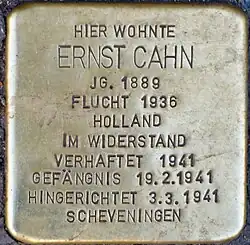 HIER WOHNTE
ERNST CAHN
JG. 1889
FLUCHT 1936
HOLLAND
IM WIDERSTAND
VERHAFTET 1941
GEFÄNGNIS 19.2.1941
HINGERICHTET 3.3.1941
SCHEVENINGEN